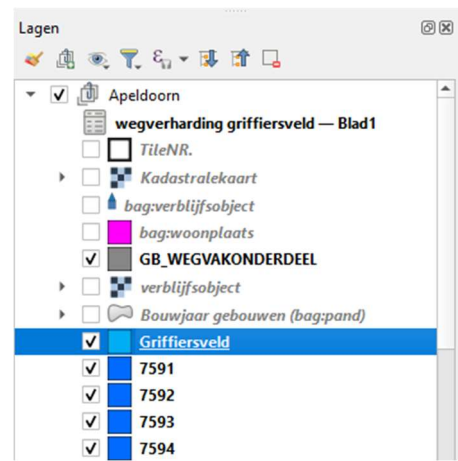 Lagen
Apeldoorn
wegverharding griffiersveld — Blad1
TileNR.
Kadastralekaart
bag:verblijfsobject
bag:woonplaats
GB_WEGVAKONDERDEEL
verblijfsobject
Bouwjaar gebouwen (bag:pand)
Griffiersveld
7591
7592
7593
7594